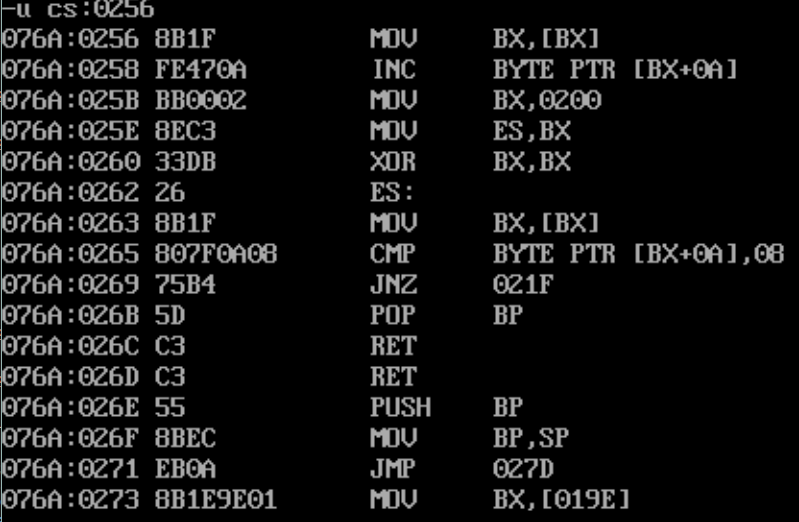 -u cs:0256
076A:0256 8B1F MOV BX,[BX]
076A:0258 FE470A INC BYTE PTR [BX+0A]
076A:025B BB0002 MOV BX,0200
076A:025E 8EC3 MOV ES,BX
076A:0260 33DB XOR BX,BX
076A:0262 26 ES:
076A:0263 8B1F MOV BX,[BX]
076A:0265 807F0A08 CMP BYTE PTR [BX+0A],08
076A:0269 75B4 JNZ 021F
076A:026B 5D POP BP
076A:026C C3 RET
076A:026D C3 RET
076A:026E 55 PUSH BP
076A:026F 8BEC MOV BP,SP
076A:0271 EB0A JMP 027D
076A:0273 8B1E9E01 MOV BX,[019E]